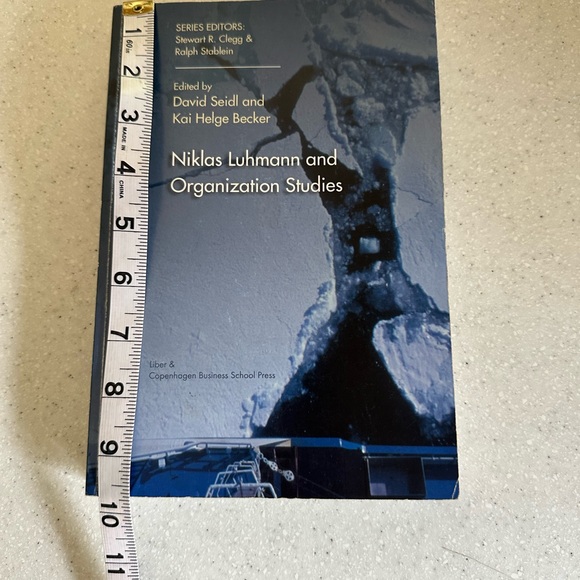 SERIES EDITORS:
Stewart R. Clegg &
Ralph Stablein
Edited by
David Seidl and
Kai Helge Becker
Niklas Luhmann and
Organization Studies
Liber &
Copenhagen Business School Press
1
60 in
2
3
MADE IN
4
CHINA
5
6
7
8
9
10
11